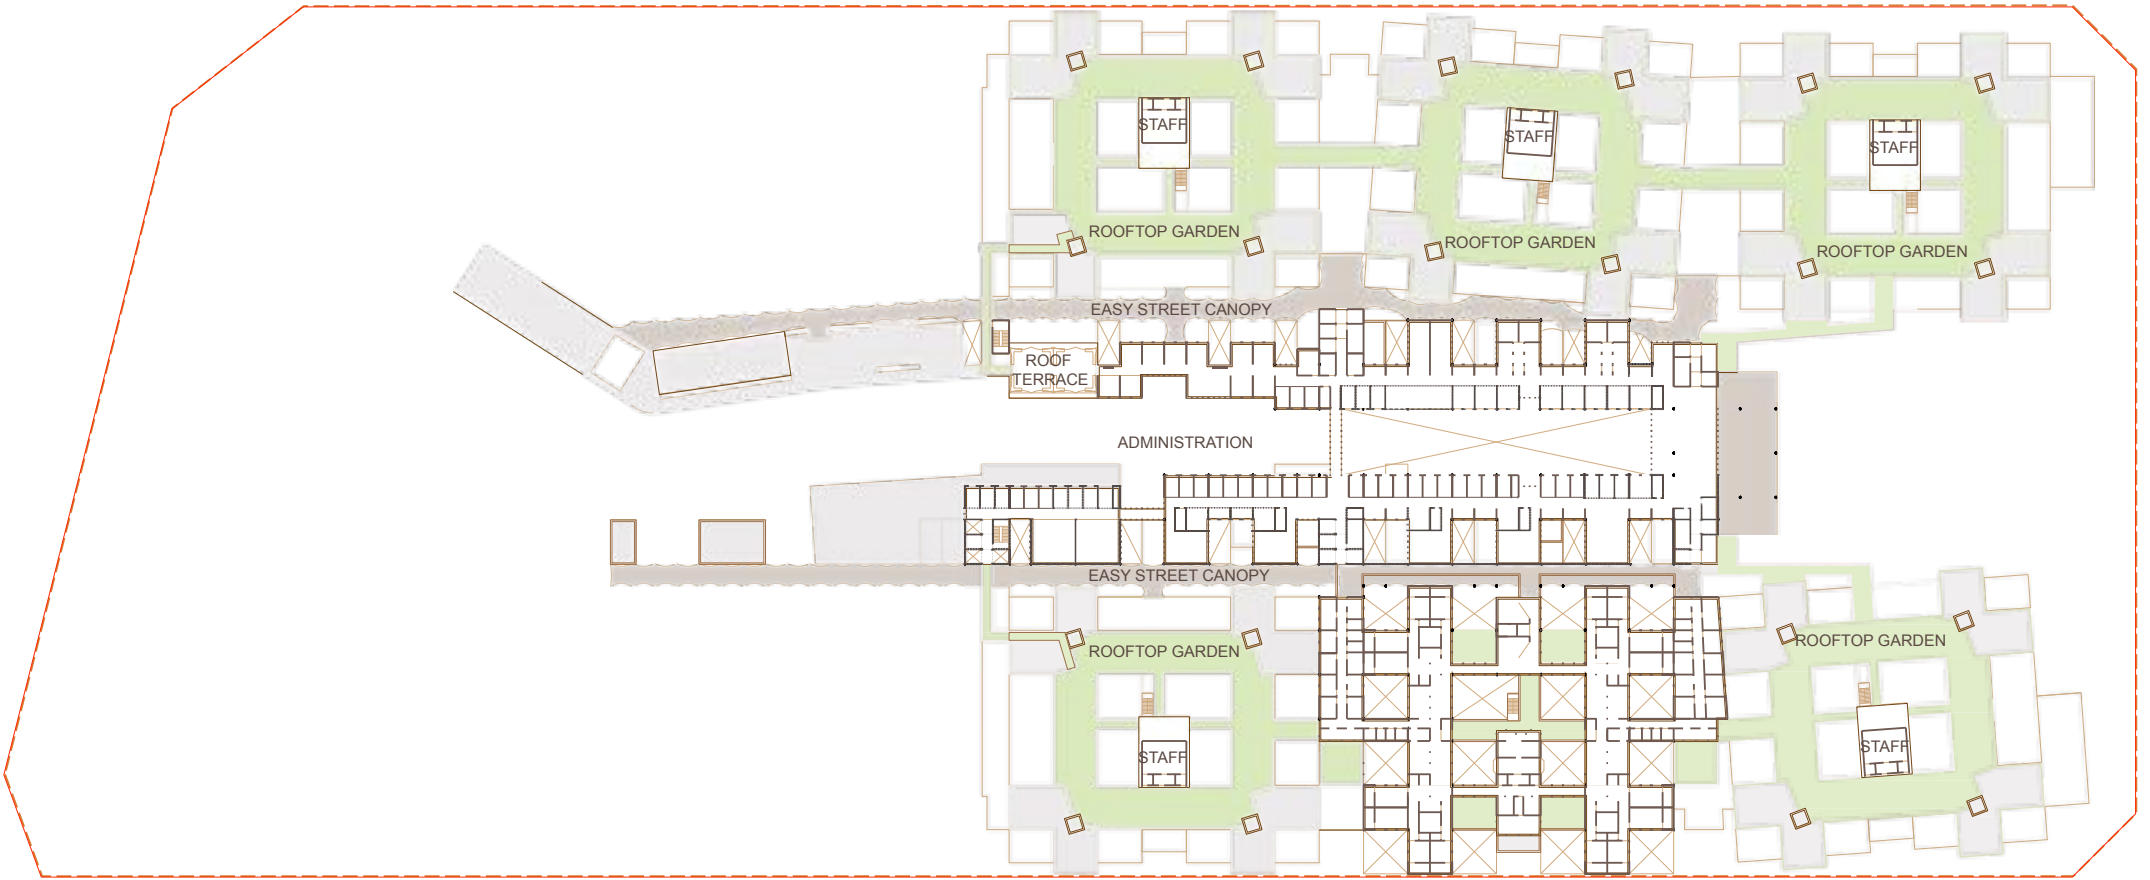 STAFF
STAFF
STAFF
ROOFTOP GARDEN
ROOFTOP GARDEN
ROOFTOP GARDEN
EASY STREET CANOPY
ROOF
TERRACE
ADMINISTRATION
EASY STREET CANOPY
ROOFTOP GARDEN
ROOFTOP GARDEN
STAFF
STAFF